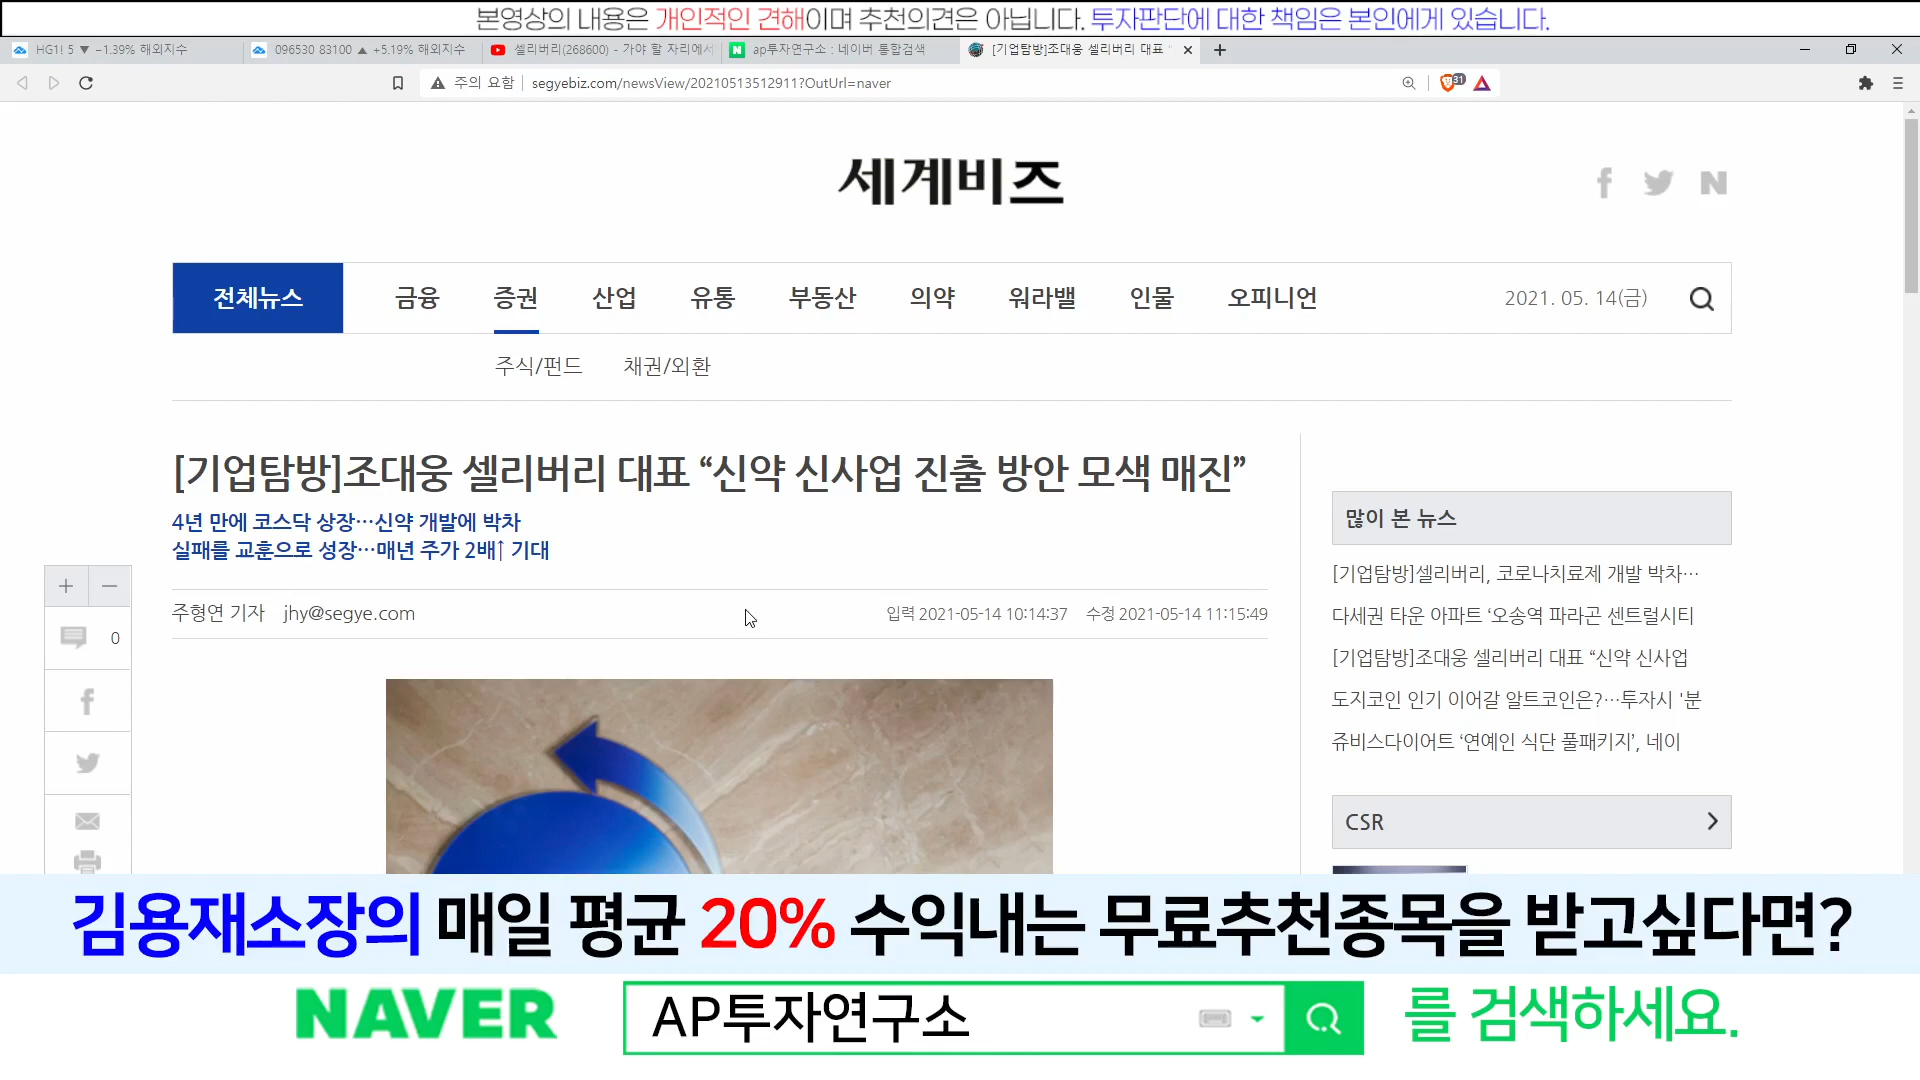 본영상의 내용은 개인적인 견해이며 추천의견은 아닙니다. 투자판단에 대한 책임은 본인에게 있습니다.
HG1! 5 ▼ −1.39% 해외지수
096530 83100 ▲ +5.19% 해외지수
셀리버리(268600) - 가야 할 자리에서
ap투자연구소 : 네이버 통합검색
[기업탐방]조대웅 셀리버리 대표 "
주의 요함
segyebiz.com/newsView/20210513512911?OutUrl=naver
31
세계비즈
전체뉴스 금융 증권 산업 유통 부동산 의약 워라밸 인물 오피니언 2021. 05. 14(금)
주식/펀드 채권/외환
[기업탐방]조대웅 셀리버리 대표 “신약 신사업 진출 방안 모색 매진”
4년 만에 코스닥 상장…신약 개발에 박차
실패를 교훈으로 성장…매년 주가 2배↑ 기대
주형연 기자 jhy@segye.com
입력 2021-05-14 10:14:37 수정 2021-05-14 11:15:49
0
많이 본 뉴스
[기업탐방]셀리버리, 코로나치료제 개발 박차…
다세권 타운 아파트 ‘오송역 파라곤 센트럴시티
[기업탐방]조대웅 셀리버리 대표 “신약 신사업
도지코인 인기 이어갈 알트코인은?…투자시 '분
쥬비스다이어트 ‘연예인 식단 풀패키지’, 네이
CSR
김용재소장의 매일 평균 20% 수익내는 무료추천종목을 받고싶다면?
NAVER AP투자연구소 를 검색하세요.